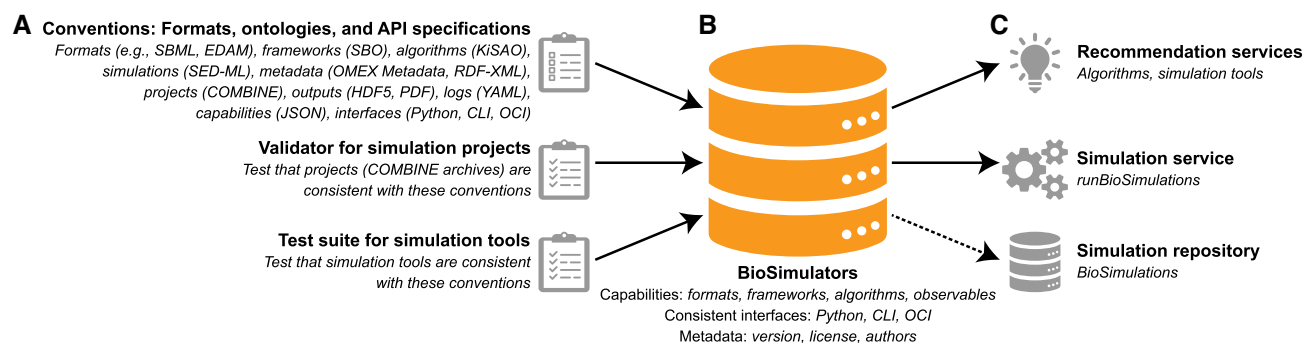 A
Conventions: Formats, ontologies, and API specifications
Formats (e.g., SBML, EDAM), frameworks (SBO), algorithms (KiSAO),
simulations (SED-ML), metadata (OMEX Metadata, RDF-XML),
projects (COMBINE), outputs (HDF5, PDF), logs (YAML),
capabilities (JSON), interfaces (Python, CLI, OCI)
Validator for simulation projects
Test that projects (COMBINE archives) are
consistent with these conventions
Test suite for simulation tools
Test that simulation tools are consistent
with these conventions
B
BioSimulators
Capabilities: formats, frameworks, algorithms, observables
Consistent interfaces: Python, CLI, OCI
Metadata: version, license, authors
C
Recommendation services
Algorithms, simulation tools
Simulation service
runBioSimulations
Simulation repository
BioSimulations